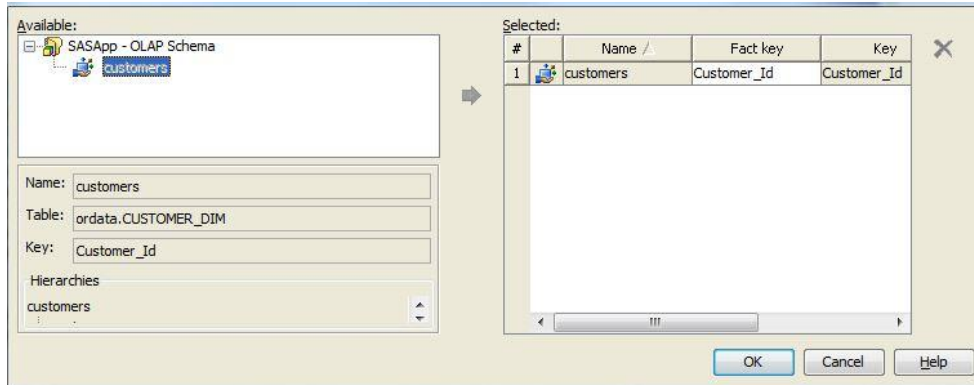 Available:
SASApp - OLAP Schema
customers
Name: customers
Table: ordata.CUSTOMER_DIM
Key: Customer_Id
Hierarchies
customers
Selected:
# Name Fact key Key
1 customers Customer_Id Customer_Id
OK Cancel Help